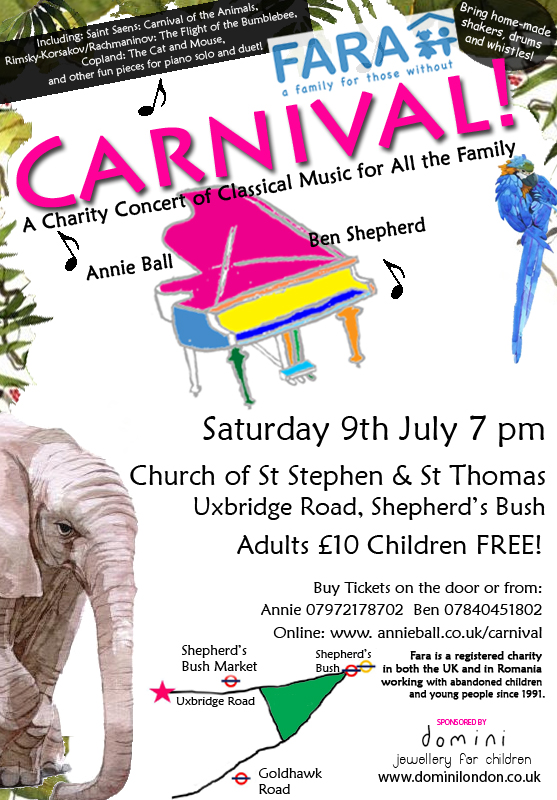 Including: Saint Saens: Carnival of the Animals,
Rimsky-Korsakov/Rachmaninov: The Flight of the Bumblebee,
Copland: The Cat and Mouse,
and other fun pieces for piano solo and duet!
FARA
a family for those without
Bring home-made
shakers, drums
and whistles!
CARNIVAL!
A Charity Concert of Classical Music for All the Family
Annie Ball
Ben Shepherd
Saturday 9th July 7 pm
Church of St Stephen & St Thomas
Uxbridge Road, Shepherd's Bush
Adults £10 Children FREE!
Buy Tickets on the door or from:
Annie 07972178702 Ben 07840451802
Online: www. annieball.co.uk/carnival
Shepherd's
Bush Market
Shepherd's
Bush
Uxbridge Road
Goldhawk
Road
Fara is a registered charity
in both the UK and in Romania
working with abandoned children
and young people since 1991.
SPONSORED BY
domini
jewellery for children
www.dominilondon.co.uk